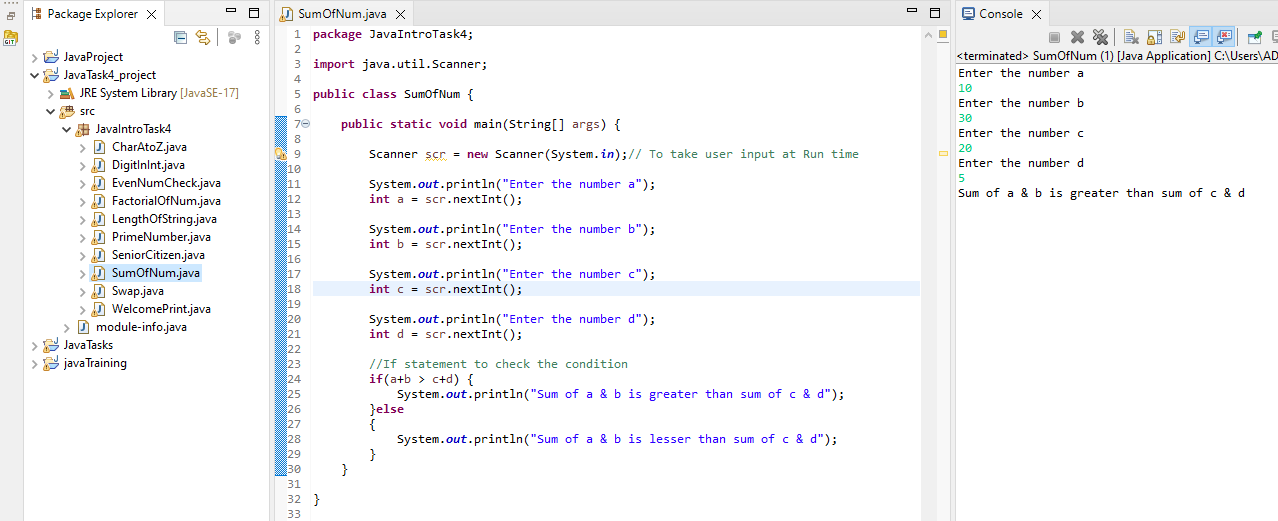 Package Explorer
JavaProject
JavaTask4_project
JRE System Library [JavaSE-17]
src
JavaIntroTask4
CharAtoZ.java
DigitInInt.java
EvenNumCheck.java
FactorialOfNum.java
LengthOfString.java
PrimeNumber.java
SeniorCitizen.java
SumOfNum.java
Swap.java
WelcomePrint.java
module-info.java
JavaTasks
javaTraining
GIT
SumOfNum.java
1 package JavaIntroTask4;
2
3 import java.util.Scanner;
4
5 public class SumOfNum {
6
7 public static void main(String[] args) {
8
9 Scanner scr = new Scanner(System.in);// To take user input at Run time
10
11 System.out.println("Enter the number a");
12 int a = scr.nextInt();
13
14 System.out.println("Enter the number b");
15 int b = scr.nextInt();
16
17 System.out.println("Enter the number c");
18 int c = scr.nextInt();
19
20 System.out.println("Enter the number d");
21 int d = scr.nextInt();
22
23 //If statement to check the condition
24 if(a+b > c+d) {
25 System.out.println("Sum of a & b is greater than sum of c & d");
26 }else
27 {
28 System.out.println("Sum of a & b is lesser than sum of c & d");
29 }
30 }
31
32 }
33
Console
<terminated> SumOfNum (1) [Java Application] C:\Users\AD
Enter the number a
10
Enter the number b
30
Enter the number c
20
Enter the number d
5
Sum of a & b is greater than sum of c & d